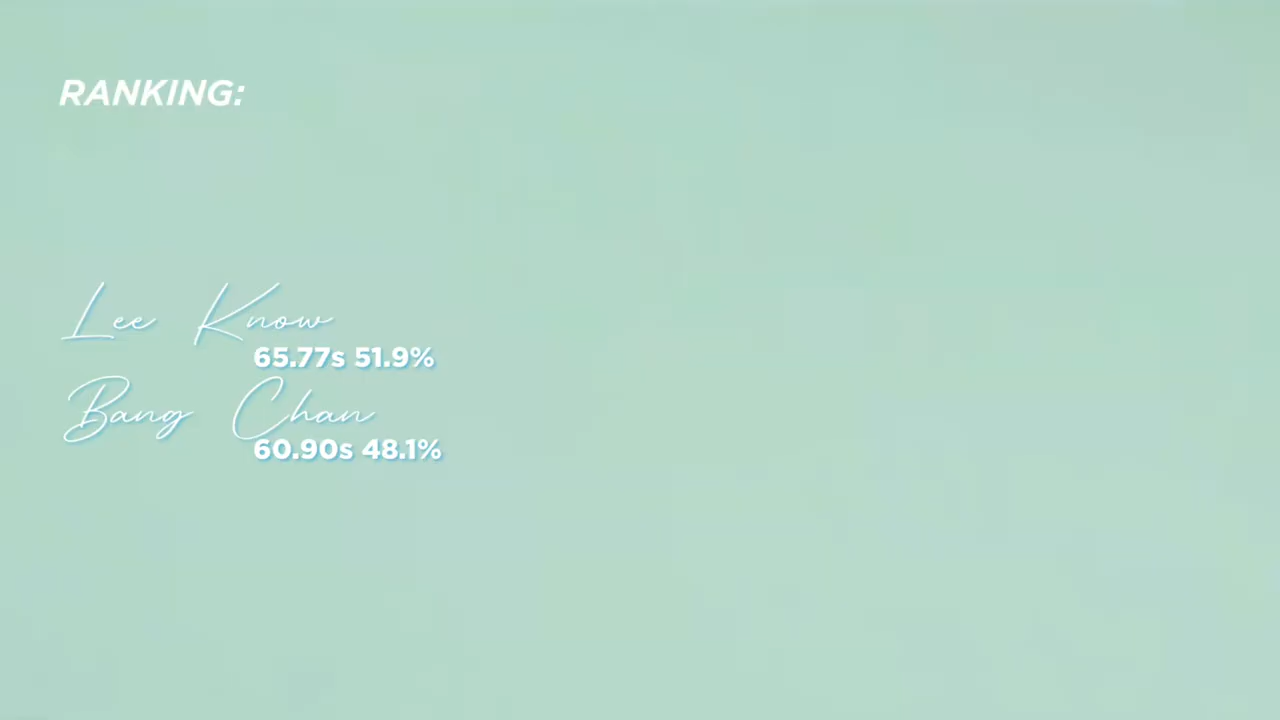 RANKING:
Lee Know
65.77s 51.9%
Bang Chan
60.90s 48.1%